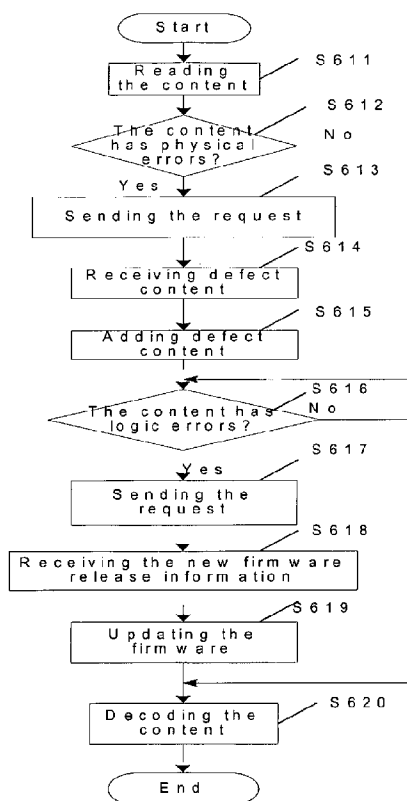 Start
S611
Reading
the content
S612
The content
has physical
errors?
No
Yes
S613
Sending the request
S614
Receiving defect
content
S615
Adding defect
content
S616
The content has
logic errors?
No
S617
Yes
Sending the
request
S618
Receiving the new firmware
release information
S619
Updating the
firmware
S620
Decoding the
content
End